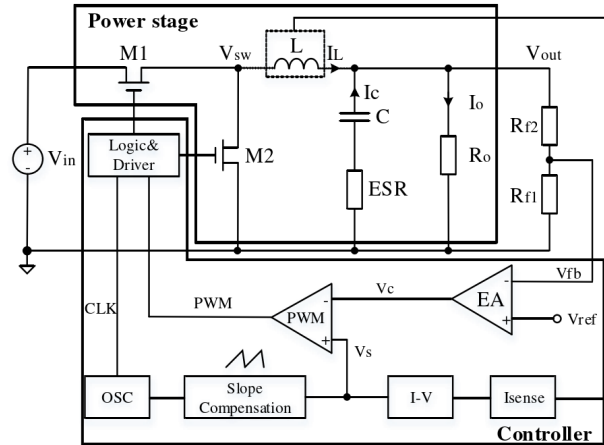 Power stage
M1
Vsw
L
IL
Vout
Ic
Io
C
Rf2
Logic&
Driver
M2
Vin
+
-
ESR
Ro
Rf1
Vfb
CLK
PWM
PWM
-
+
Vc
EA
-
+
Vref
Vs
OSC
Slope
Compensation
I-V
Isense
Controller